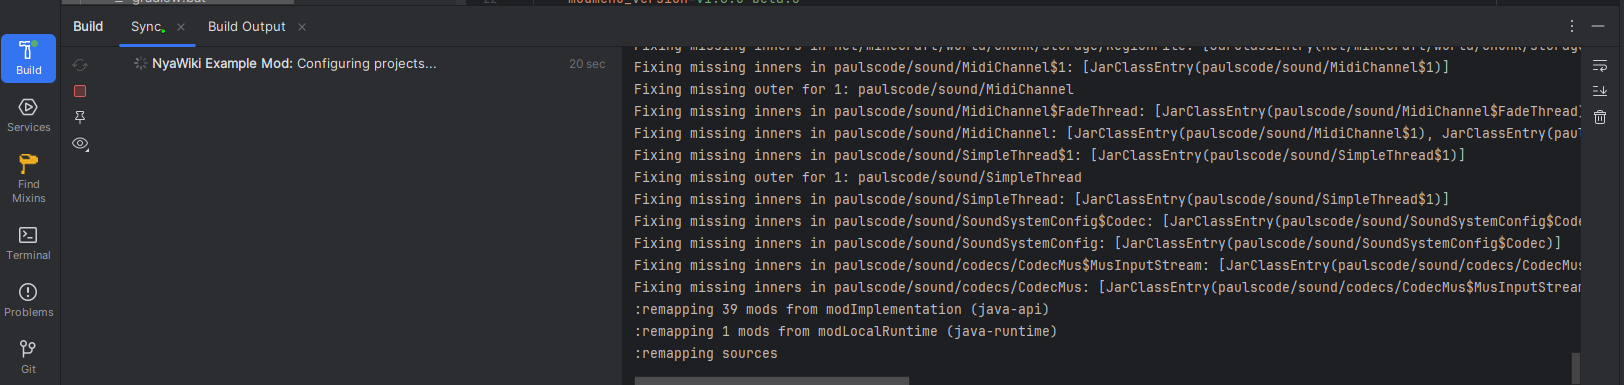 Build
Sync
Build Output
Build
Services
Find
Mixins
Terminal
Problems
Git
NyaWiki Example Mod: Configuring projects...
20 sec
Fixing missing inners in paulscode/sound/MidiChannel$1: [JarClassEntry(paulscode/sound/MidiChannel$1)]
Fixing missing outer for 1: paulscode/sound/MidiChannel
Fixing missing inners in paulscode/sound/MidiChannel$FadeThread: [JarClassEntry(paulscode/sound/MidiChannel$FadeThread)
Fixing missing inners in paulscode/sound/MidiChannel: [JarClassEntry(paulscode/sound/MidiChannel$1), JarClassEntry(paul
Fixing missing inners in paulscode/sound/SimpleThread$1: [JarClassEntry(paulscode/sound/SimpleThread$1)]
Fixing missing outer for 1: paulscode/sound/SimpleThread
Fixing missing inners in paulscode/sound/SimpleThread: [JarClassEntry(paulscode/sound/SimpleThread$1)]
Fixing missing inners in paulscode/sound/SoundSystemConfig$Codec: [JarClassEntry(paulscode/sound/SoundSystemConfig$Code
Fixing missing inners in paulscode/sound/SoundSystemConfig: [JarClassEntry(paulscode/sound/SoundSystemConfig$Codec)]
Fixing missing inners in paulscode/sound/codecs/CodecMus$MusInputStream: [JarClassEntry(paulscode/sound/codecs/CodecMus
Fixing missing inners in paulscode/sound/codecs/CodecMus: [JarClassEntry(paulscode/sound/codecs/CodecMus$MusInputStream
:remapping 39 mods from modImplementation (java-api)
:remapping 1 mods from modLocalRuntime (java-runtime)
:remapping sources